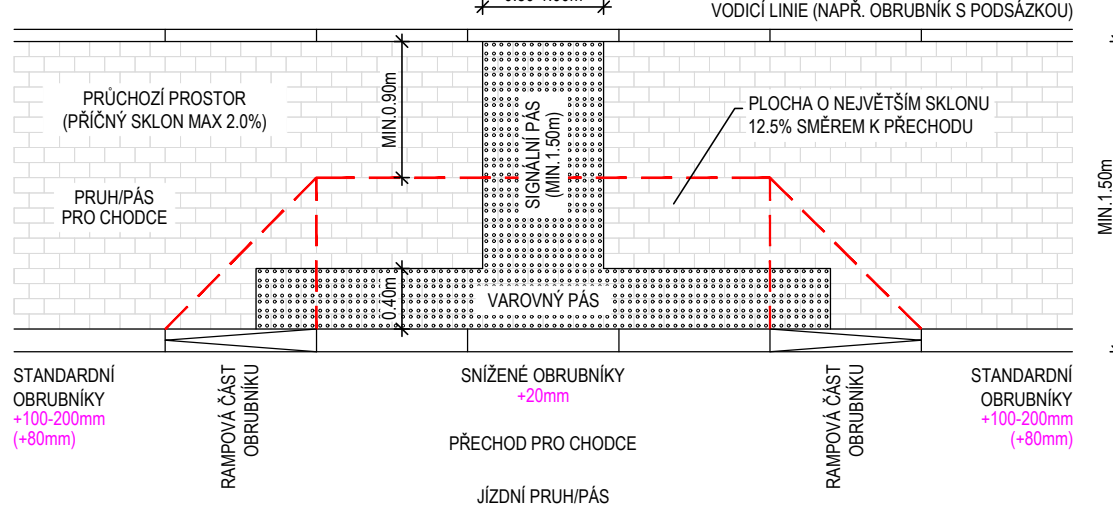 VODICÍ LINIE (NAPŘ. OBRUBNÍK S PODSÁZKOU)
PRŮCHOZÍ PROSTOR
(PŘÍČNÝ SKLON MAX 2.0%)
MIN.0.90m
SIGNÁLNÍ PÁS
(MIN.1.50m)
PLOCHA O NEJVĚTŠÍM SKLONU
12.5% SMĚREM K PŘECHODU
MIN.1.50m
PRUH/PÁS
PRO CHODCE
0.40m
VAROVNÝ PÁS
STANDARDNÍ
OBRUBNÍKY
+100-200mm
(+80mm)
RAMPOVÁ ČÁST
OBRUBNÍKU
SNÍŽENÉ OBRUBNÍKY
+20mm
RAMPOVÁ ČÁST
OBRUBNÍKU
STANDARDNÍ
OBRUBNÍKY
+100-200mm
(+80mm)
PŘECHOD PRO CHODCE
JÍZDNÍ PRUH/PÁS